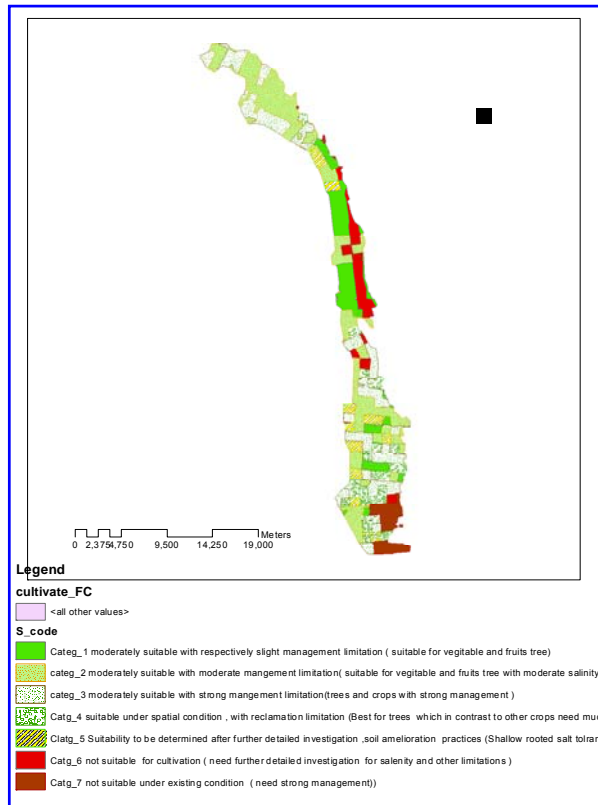 Meters
0 2,375 4,750 9,500 14,250 19,000
Legend
cultivate_FC
<all other values>
S_code
Categ_1 moderately suitable with respectively slight management limitation ( suitable for vegitable and fruits tree)
categ_2 moderately suitable with moderate mangement limitation( suitable for vegitable and fruits tree with moderate salinity
categ_3 moderately suitable with strong mangement limitation(trees and crops with strong management )
Catg_4 suitable under spatial condition , with reclamation limitation (Best for trees which in contrast to other crops need muc
Clatg_5 Suitability to be determined after further detailed investigation ,soil amelioration practices (Shallow rooted salt tolran
Catg_6 not suitable for cultivation ( need further detailed investigation for salenity and other limitations )
Catg_7 not suitable under existing condition ( need strong management))